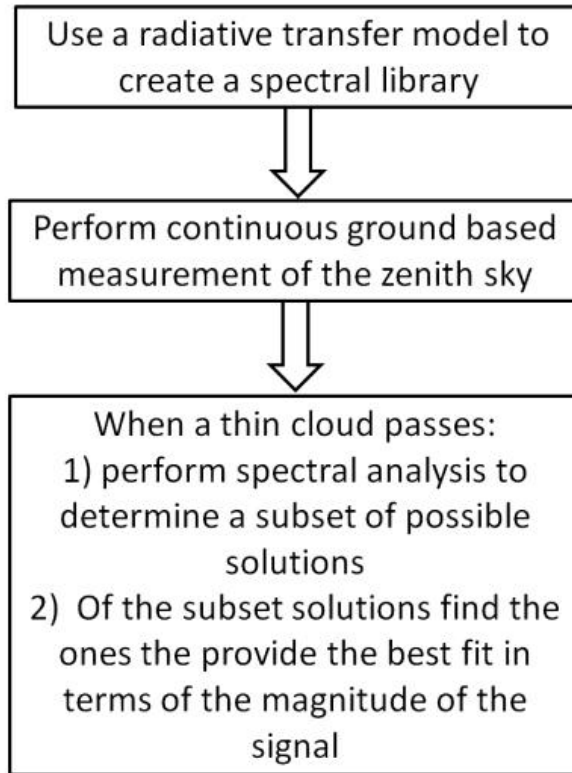 Use a radiative transfer model to
create a spectral library
Perform continuous ground based
measurement of the zenith sky
When a thin cloud passes:
1) perform spectral analysis to
determine a subset of possible
solutions
2) Of the subset solutions find the
ones the provide the best fit in
terms of the magnitude of the
signal